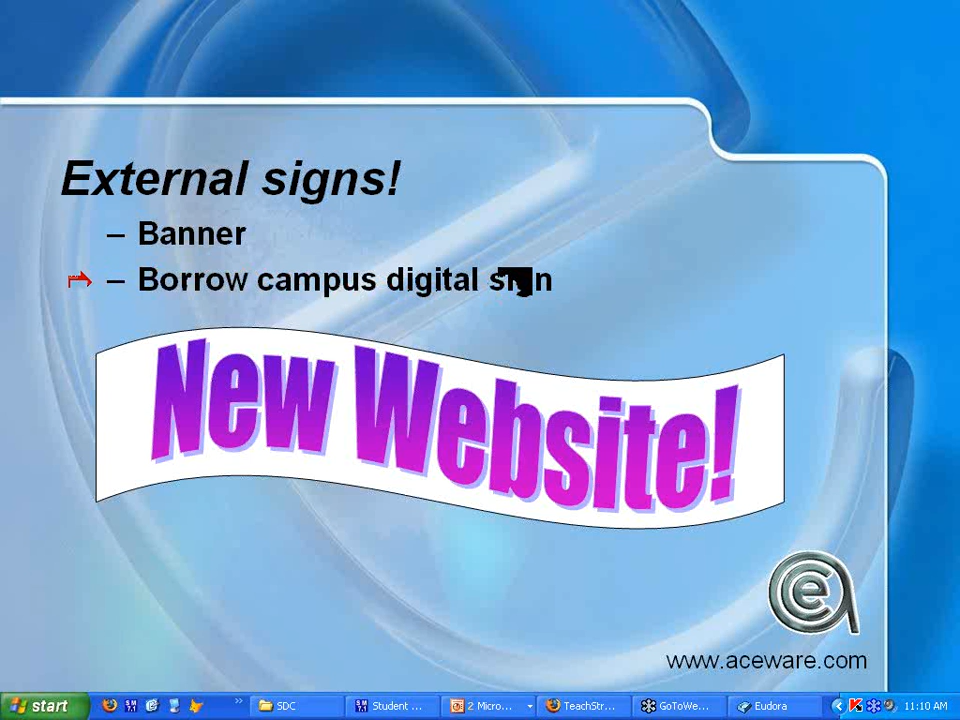 External signs!
– Banner
– Borrow campus digital sign
New Website!
www.aceware.com
start
SDC
Student ...
2 Micro...
TeachStr...
GoToWe...
Eudora
11:10 AM